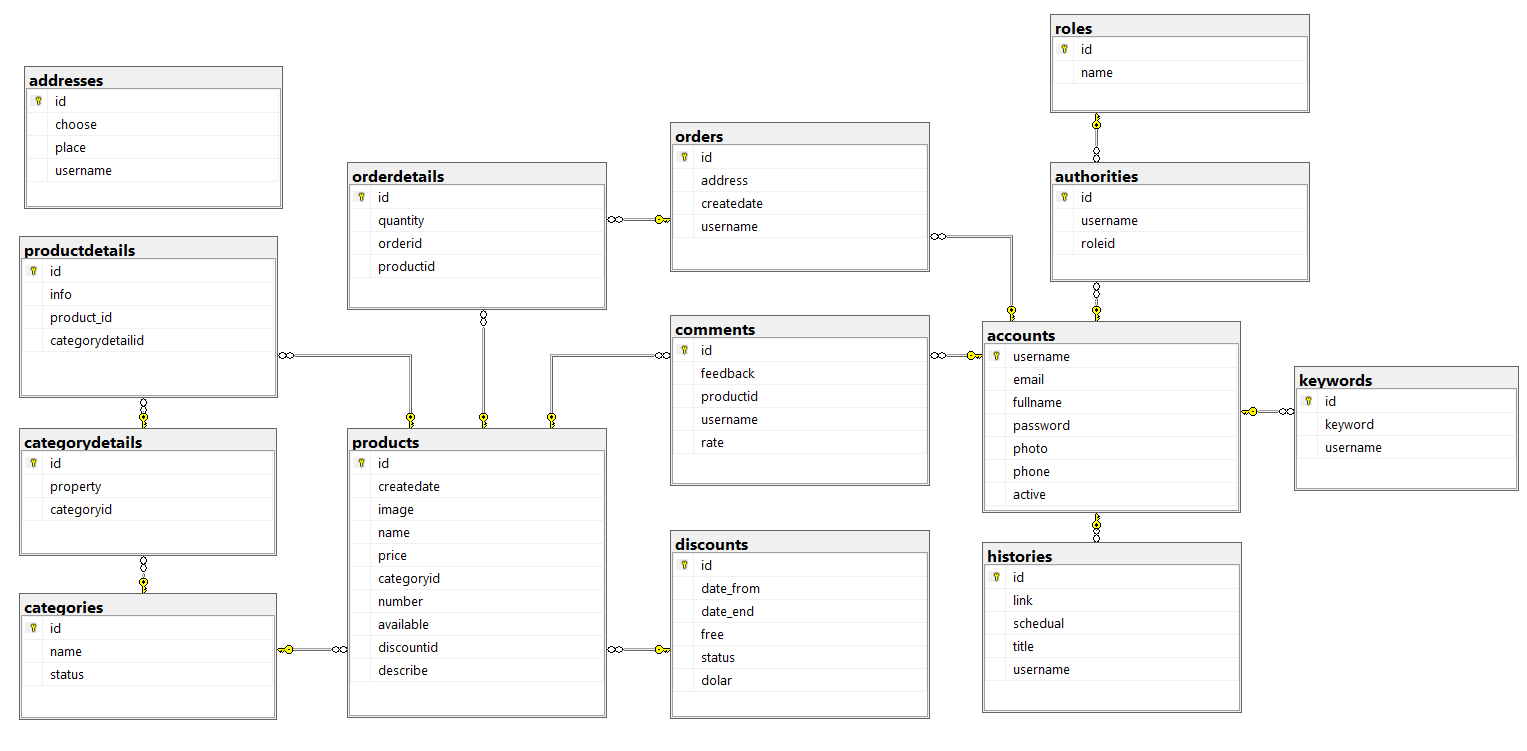 roles
id
name
addresses
id
choose
place
username
orders
id
address
createdate
username
orderdetails
id
quantity
orderid
productid
authorities
id
username
roleid
productdetails
id
info
product_id
categorydetailid
comments
id
feedback
productid
username
rate
accounts
username
email
fullname
password
photo
phone
active
keywords
id
keyword
username
categorydetails
id
property
categoryid
products
id
createdate
image
name
price
categoryid
number
available
discountid
describe
discounts
id
date_from
date_end
free
status
dolar
histories
id
link
schedual
title
username
categories
id
name
status